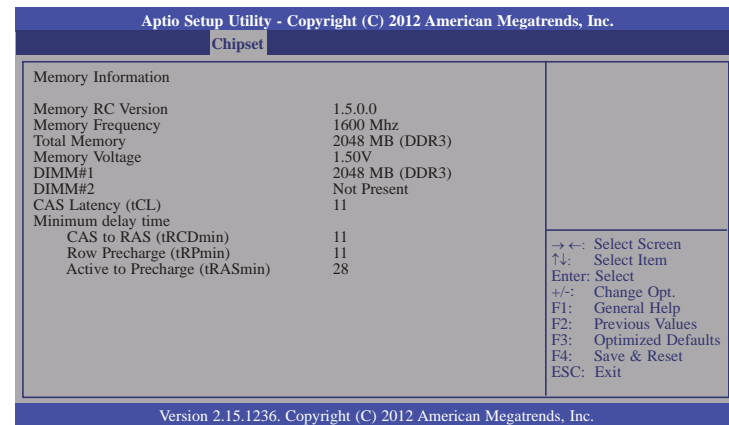 Aptio Setup Utility - Copyright (C) 2012 American Megatrends, Inc.
Chipset
Memory Information
Memory RC Version 1.5.0.0
Memory Frequency 1600 Mhz
Total Memory 2048 MB (DDR3)
Memory Voltage 1.50V
DIMM#1 2048 MB (DDR3)
DIMM#2 Not Present
CAS Latency (tCL) 11
Minimum delay time
CAS to RAS (tRCDmin) 11
Row Precharge (tRPmin) 11
Active to Precharge (tRASmin) 28
→←: Select Screen
↑↓: Select Item
Enter: Select
+/-: Change Opt.
F1: General Help
F2: Previous Values
F3: Optimized Defaults
F4: Save & Reset
ESC: Exit
Version 2.15.1236. Copyright (C) 2012 American Megatrends, Inc.